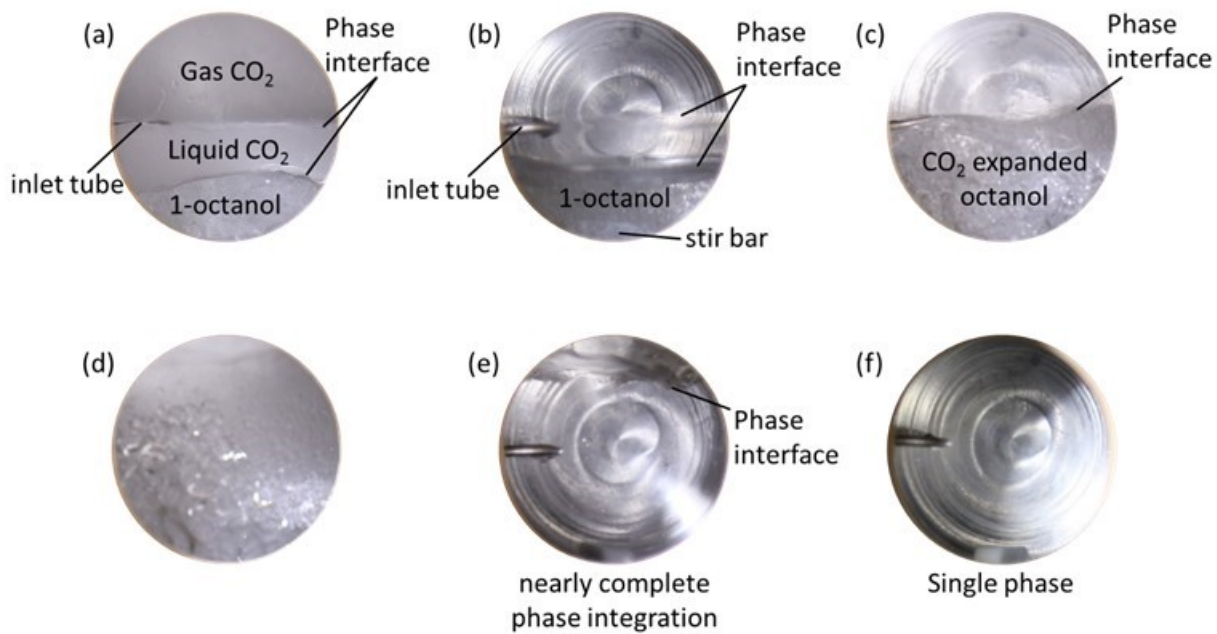 (a)
Gas CO₂
Liquid CO₂
1-octanol
inlet tube
Phase
interface
(b)
Phase
interface
inlet tube
1-octanol
stir bar
(c)
Phase
interface
CO₂ expanded
octanol
(d)
(e)
Phase
interface
nearly complete
phase integration
(f)
Single phase